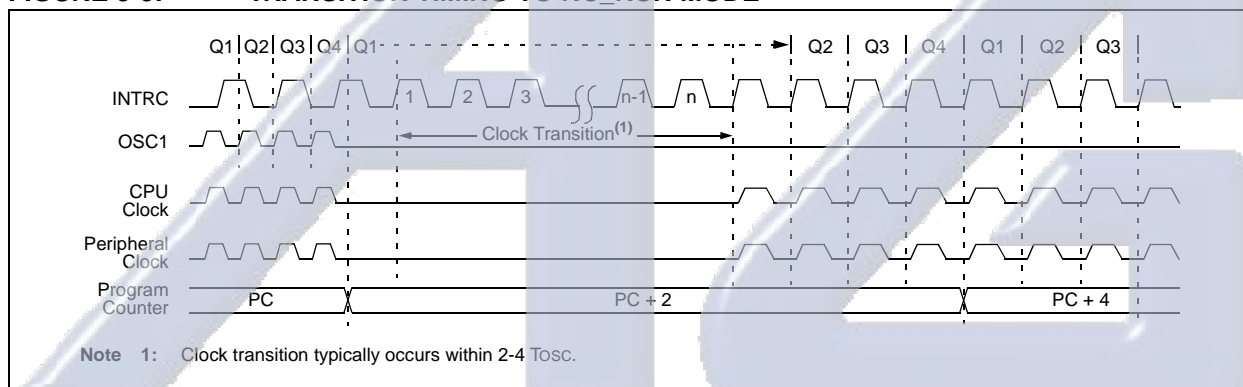 Q1 Q2 Q3 Q4 Q1 Q2 Q3 Q4 Q1 Q2 Q3
INTRC 1 2 3 n-1 n
OSC1 Clock Transition(1)
CPU
Clock
Peripheral
Clock
Program
Counter
PC PC + 2 PC + 4
Note 1: Clock transition typically occurs within 2-4 TOSC.